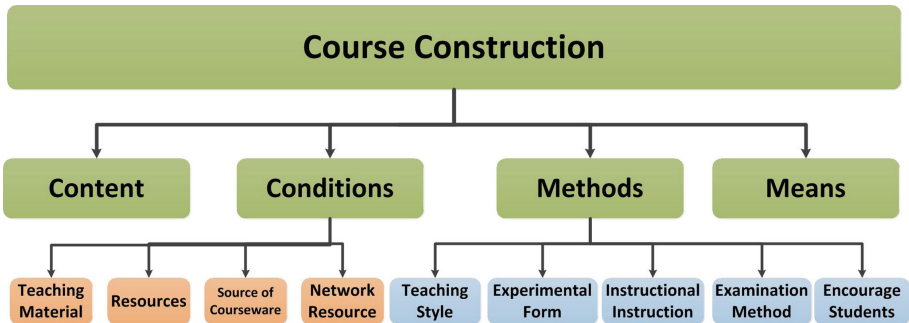 Course Construction
Content
Conditions
Methods
Means
Teaching
Material
Resources
Source of
Courseware
Network
Resource
Teaching
Style
Experimental
Form
Instructional
Instruction
Examination
Method
Encourage
Students